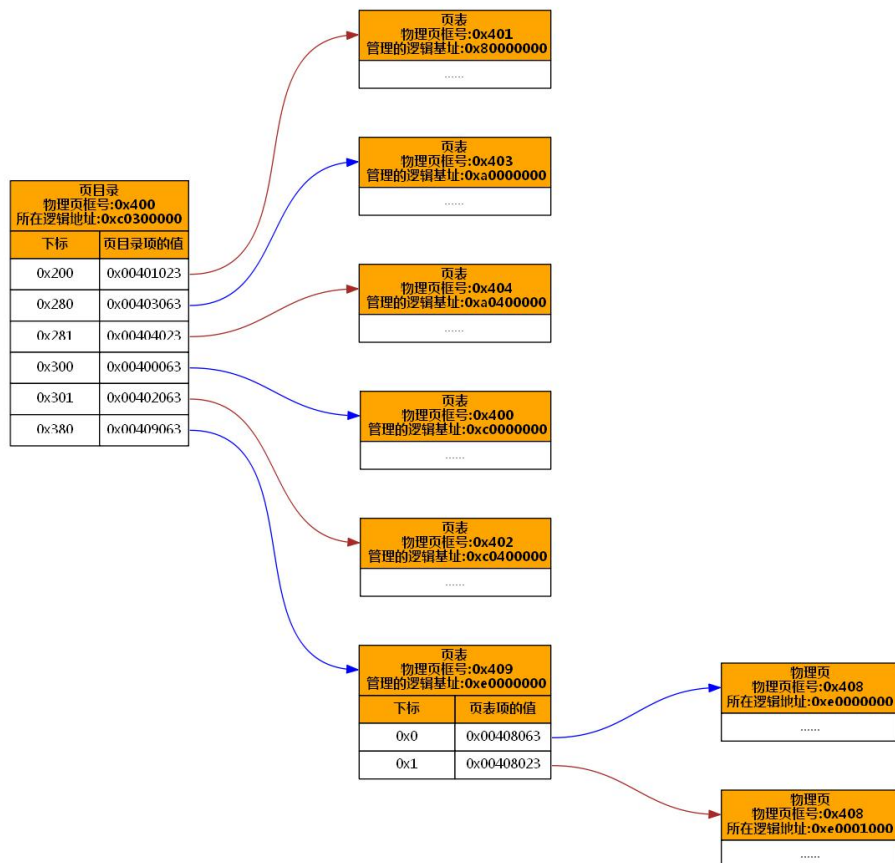 页表
物理页框号:0x401
管理的逻辑基址:0x80000000
......
页表
物理页框号:0x403
管理的逻辑基址:0xa0000000
......
页目录
物理页框号:0x400
所在逻辑地址:0xc0300000
下标 页目录项的值
0x200 0x00401023
0x280 0x00403063
0x281 0x00404023
0x300 0x00400063
0x301 0x00402063
0x380 0x00409063
页表
物理页框号:0x404
管理的逻辑基址:0xa0400000
......
页表
物理页框号:0x400
管理的逻辑基址:0xc0000000
......
页表
物理页框号:0x402
管理的逻辑基址:0xc0400000
......
页表
物理页框号:0x409
管理的逻辑基址:0xe0000000
下标 页表项的值
0x0 0x00408063
0x1 0x00408023
物理页
物理页框号:0x408
所在逻辑地址:0xe0000000
......
物理页
物理页框号:0x408
所在逻辑地址:0xe0001000
......